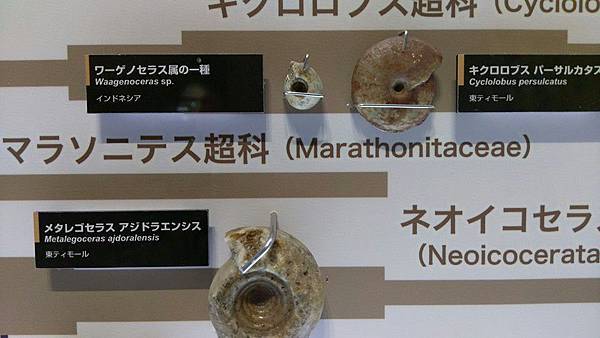 キクロロブス超科（Cyclolo
ワーゲノセラス属の一種
Waagenoceras sp.
インドネシア
キクロロブス パーサルカタス
Cyclolobus persulcatus
東ティモール
マラソニテス超科（Marathonitaceae）
メタレゴセラス アジドラエンシス
Metalegoceras ajdoralensis
東ティモール
ネオイコセラ
（Neoicocerata